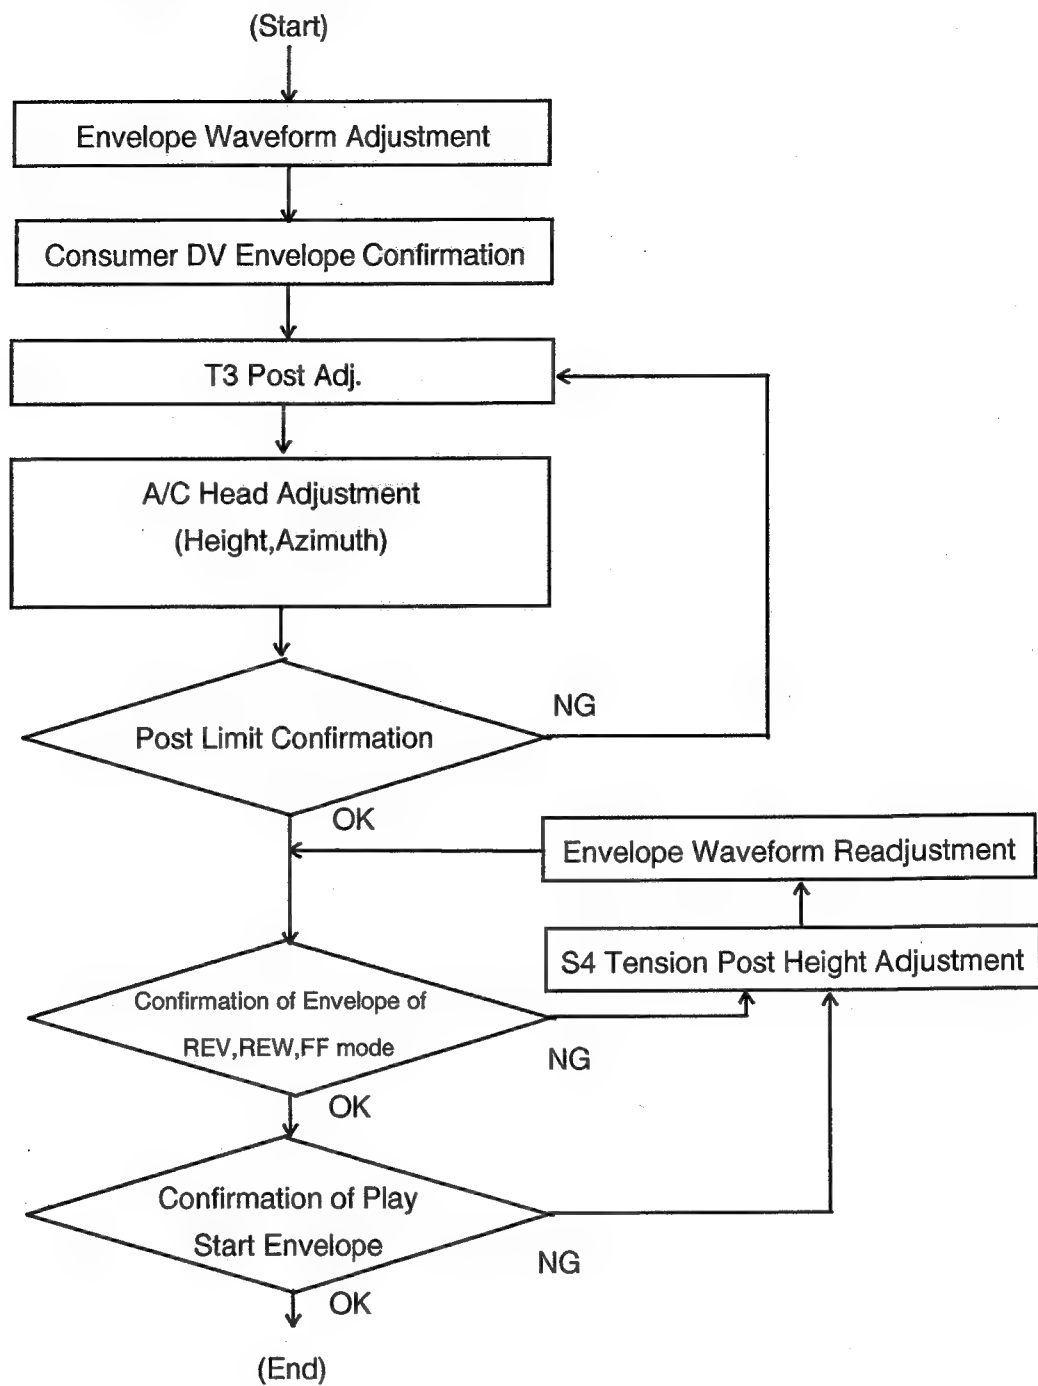 (Start)
Envelope Waveform Adjustment
Consumer DV Envelope Confirmation
T3 Post Adj.
A/C Head Adjustment
(Height,Azimuth)
Post Limit Confirmation
NG
OK
Envelope Waveform Readjustment
S4 Tension Post Height Adjustment
Confirmation of Envelope of
REV,REW,FF mode
NG
OK
Confirmation of Play
Start Envelope
NG
OK
(End)